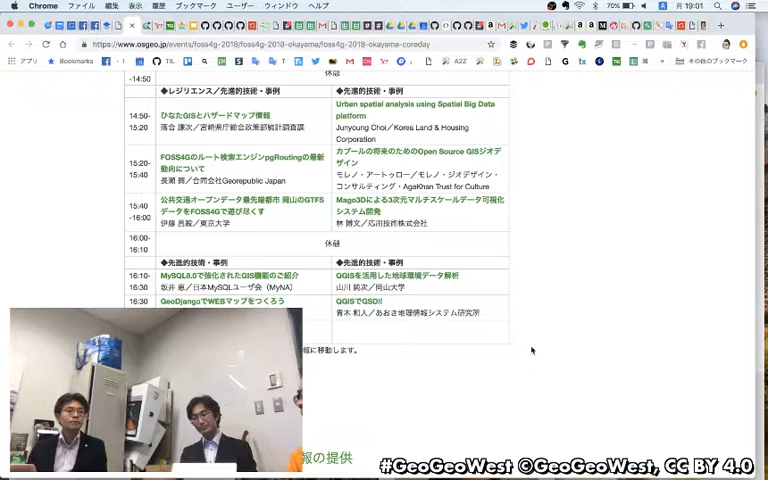 Chrome ファイル 編集 表示 履歴 ブックマーク ユーザー ウィンドウ ヘルプ 70% 月 19:01
https://www.osgeo.jp/events/foss4g-2018/foss4g-2018-okayama/foss4g-2018-okayama-coreday
アプリ Bookmarks TIL A2Z その他のブックマーク
-14:50 休憩
◆レジリエンス／先進的技術・事例 ◆先進的技術・事例
14:50-15:20
ひなたGISとハザードマップ情報
落合 謙次／宮崎県庁総合政策部統計調査課
Urban spatial analysis using Spatial Big Data
platform
Junyoung Choi／Korea Land & Housing
Corporation
15:20-15:40
FOSS4Gのルート検索エンジンpgRoutingの最新
動向について
長瀬 興／合同会社Georepublic Japan
カブールの将来のためのOpen Source GISジオデ
ザイン
モレノ・アートゥロー／モレノ・ジオデザイン・
コンサルティング・AgaKhan Trust for Culture
15:40
-16:00
公共交通オープンデータ最先端都市 岡山のGTFS
データをFOSS4Gで遊び尽くす
伊藤 昌毅／東京大学
Mago3Dによる3次元マルチスケールデータ可視化
システム開発
林 博文／応用技術株式会社
16:00-
16:10
休憩
◆先進的技術・事例 ◆先進的技術・事例
16:10-
16:30
MySQL8.0で強化されたGIS機能のご紹介
坂井 恵／日本MySQLユーザ会（MyNA）
QGISを活用した地球環境データ解析
山川 純次／岡山大学
16:30
GeoDjangoでWEBマップをつくろう
QGISでGSD!!
青木 和人／あおき地理情報システム研究所
報に移動します。
報の提供
#GeoGeoWest ©GeoGeoWest, CC BY 4.0